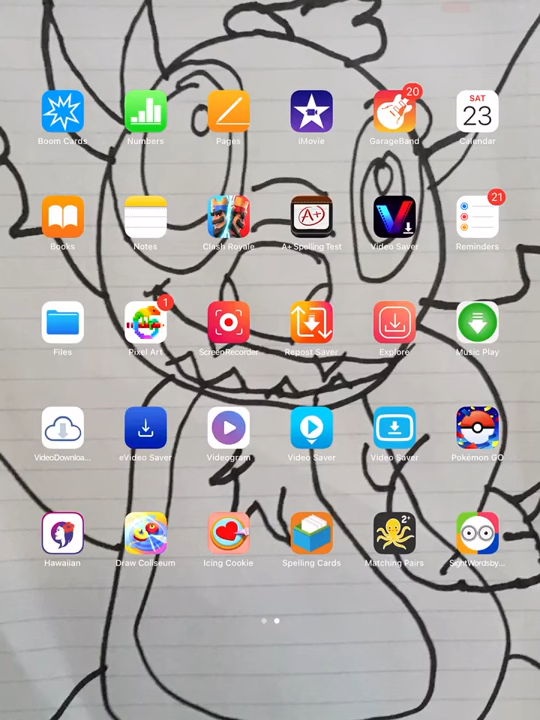 20
SAT
23
Boom Cards Numbers Pages iMovie GarageBand Calendar
A+
21
Books Notes Clash Royale A+ Spelling Test Video Saver Reminders
1
Files Pixel Art ScreenRecorder Repost Saver Explore Music Play
VideoDownloa... eVideo Saver Videogram Video Saver Video Saver Pokémon GO
2+
Hawaiian Draw Coliseum Icing Cookie Spelling Cards Matching Pairs SightWordsby...